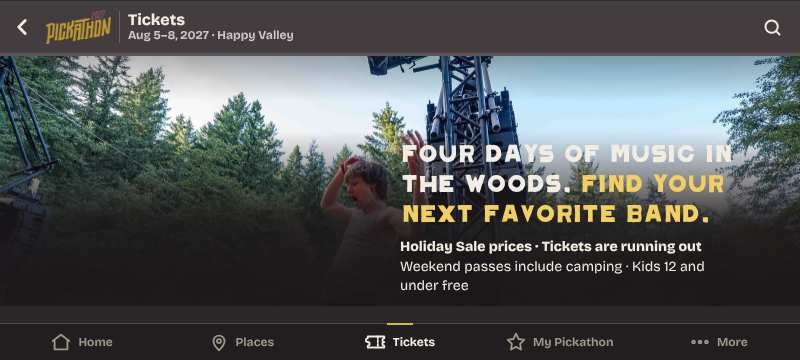 PICKATHON
Tickets
Aug 5–8, 2027 · Happy Valley
FOUR DAYS OF MUSIC IN
THE WOODS. FIND YOUR
NEXT FAVORITE BAND.
Holiday Sale prices · Tickets are running out
Weekend passes include camping · Kids 12 and
under free
Home
Places
Tickets
My Pickathon
More